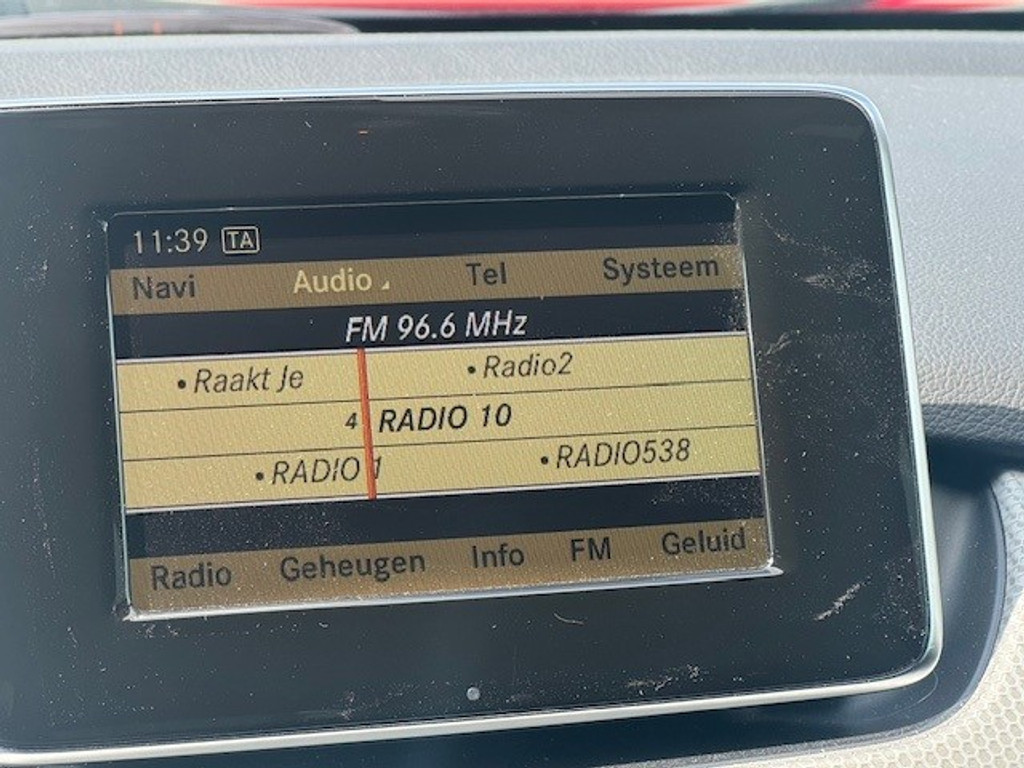 11:39 TA
Navi Audio Tel Systeem
FM 96.6 MHz
•Raakt Je •Radio2
4 RADIO 10
•RADIO 1 •RADIO538
Radio Geheugen Info FM Geluid